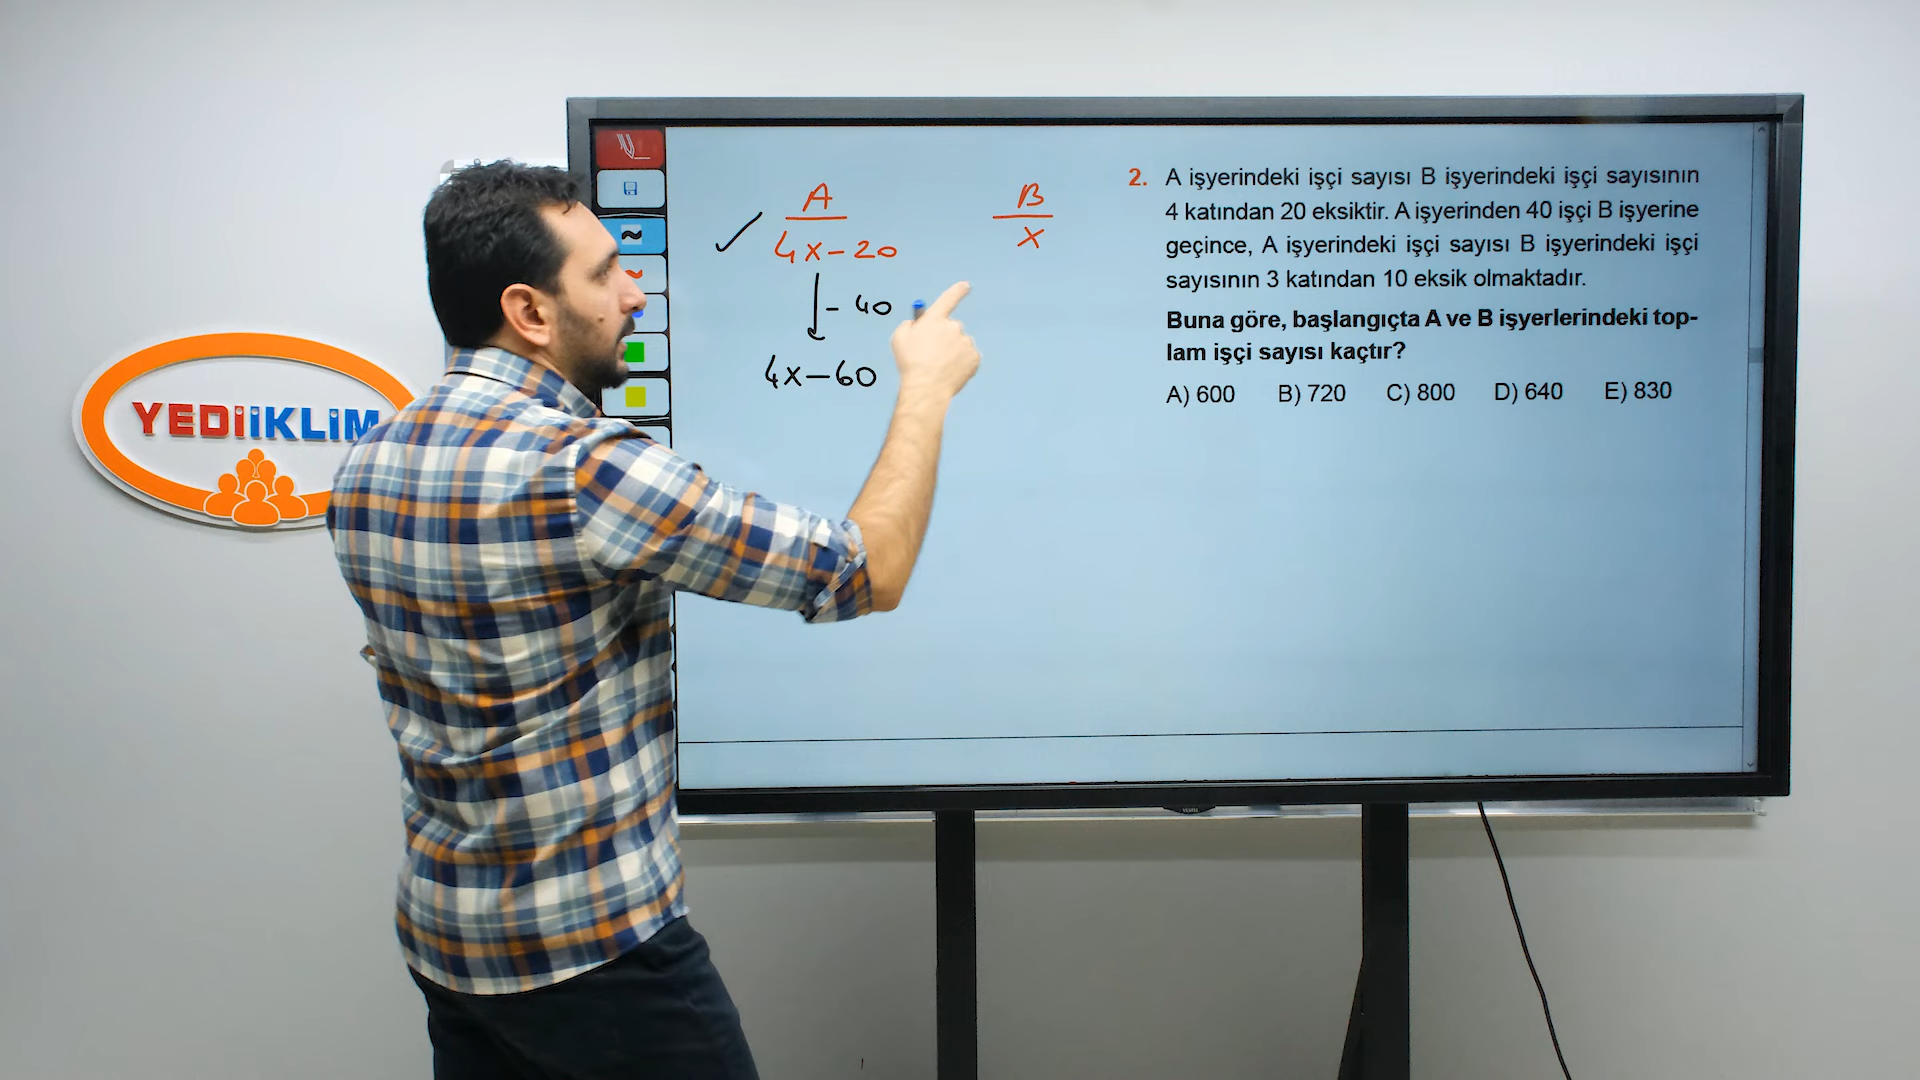 YEDİİKLİM
A
B
4x-20
x
- 40
4x-60
2. A işyerindeki işçi sayısı B işyerindeki işçi sayısının
4 katından 20 eksiktir. A işyerinden 40 işçi B işyerine
geçince, A işyerindeki işçi sayısı B işyerindeki işçi
sayısının 3 katından 10 eksik olmaktadır.
Buna göre, başlangıçta A ve B işyerlerindeki top-
lam işçi sayısı kaçtır?
A) 600 B) 720 C) 800 D) 640 E) 830